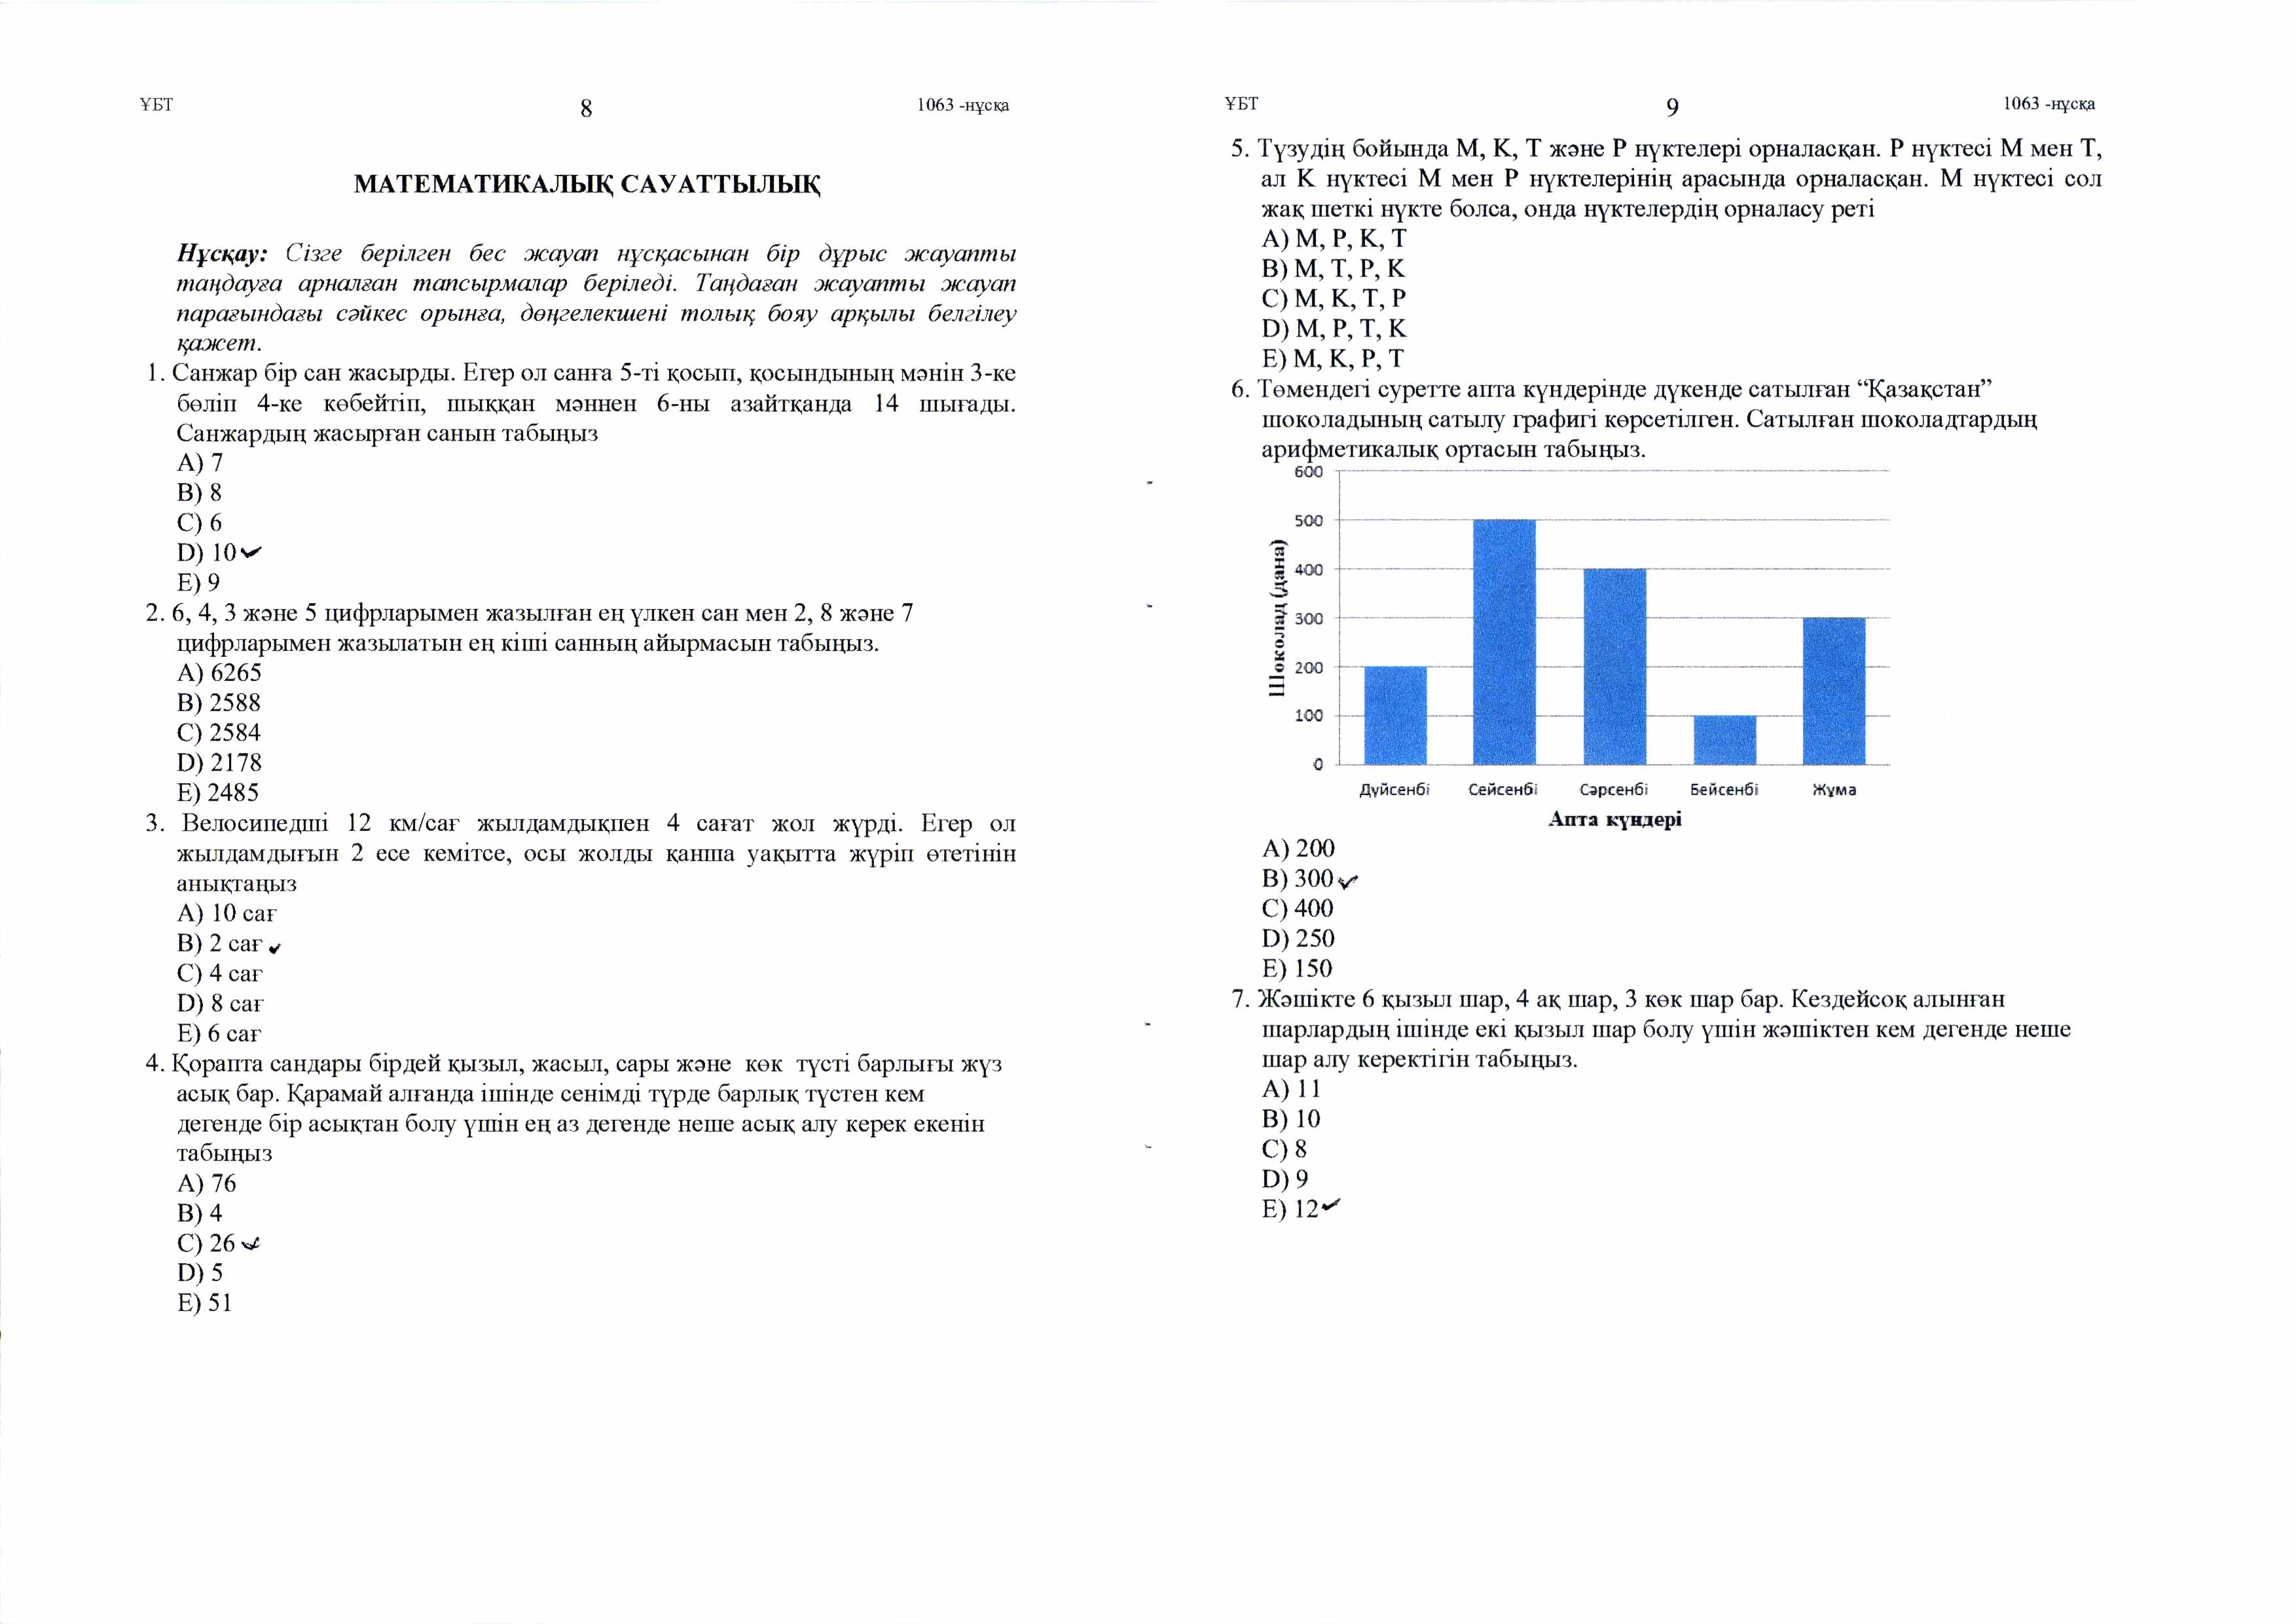 ҰБТ 8 1063 -нұсқа
МАТЕМАТИКАЛЫҚ САУАТТЫЛЫҚ
Нұсқау: Сізге берілген бес жауап нұсқасынан бір дұрыс жауапты
таңдауға арналған тапсырмалар беріледі. Таңдаған жауапты жауап
парағындағы сәйкес орынға, дөңгелекшені толық бояу арқылы белгілеу
қажет.
1. Санжар бір сан жасырды. Егер ол санға 5-ті қосып, қосындының мәнін 3-ке
бөліп 4-ке көбейтіп, шыққан мәннен 6-ны азайтқанда 14 шығады.
Санжардың жасырған санын табыңыз
A) 7
B) 8
C) 6
D) 10
E) 9
2. 6, 4, 3 және 5 цифрларымен жазылған ең үлкен сан мен 2, 8 және 7
цифрларымен жазылатын ең кіші санның айырмасын табыңыз.
A) 6265
B) 2588
C) 2584
D) 2178
E) 2485
3. Велосипедші 12 км/сағ жылдамдықпен 4 сағат жол жүрді. Егер ол
жылдамдығын 2 есе кемітсе, осы жолды қанша уақытта жүріп өтетінін
анықтаңыз
A) 10 сағ
B) 2 сағ
C) 4 сағ
D) 8 сағ
E) 6 сағ
4. Қорапта сандары бірдей қызыл, жасыл, сары және көк түсті барлығы жүз
асық бар. Қарамай алғанда ішінде сенімді түрде барлық түстен кем
дегенде бір асықтан болу үшін ең аз дегенде неше асық алу керек екенін
табыңыз
A) 76
B) 4
C) 26
D) 5
E) 51
ҰБТ 9 1063 -нұсқа
5. Түзудің бойында M, K, T және P нүктелері орналасқан. P нүктесі M мен T,
ал K нүктесі M мен P нүктелерінің арасында орналасқан. M нүктесі сол
жақ шеткі нүкте болса, онда нүктелердің орналасу реті
A) M, P, K, T
B) M, T, P, K
C) M, K, T, P
D) M, P, T, K
E) M, K, P, T
6. Төмендегі суретте апта күндерінде дүкенде сатылған “Қазақстан”
шоколадының сатылу графигі көрсетілген. Сатылған шоколадтардың
арифметикалық ортасын табыңыз.
600
500
400
300
200
100
0
Шоколад (дана)
Дүйсенбі Сейсенбі Сәрсенбі Бейсенбі Жұма
Апта күндері
A) 200
B) 300
C) 400
D) 250
E) 150
7. Жәшікте 6 қызыл шар, 4 ақ шар, 3 көк шар бар. Кездейсоқ алынған
шарлардың ішінде екі қызыл шар болу үшін жәшіктен кем дегенде неше
шар алу керектігін табыңыз.
A) 11
B) 10
C) 8
D) 9
E) 12